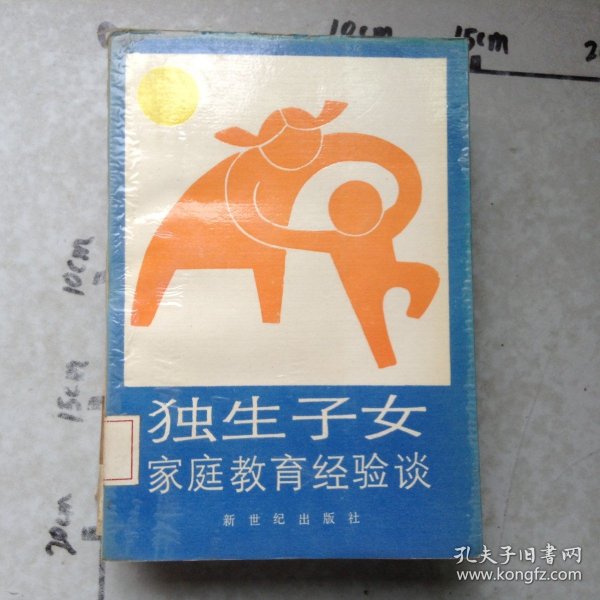 10cm
15cm
2
10cm
15cm
20cm
独生子女
家庭教育经验谈
新世纪出版社
孔夫子旧书网
www.kongfz.com